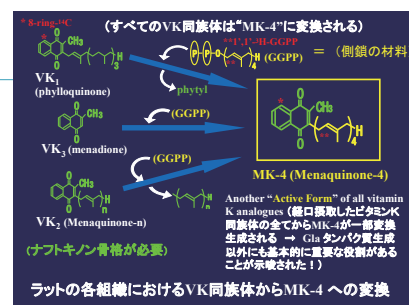 * 8-ring-¹⁴C
(すべてのVK同族体は“MK-4”に変換される)
**1',1'-³H-GGPP
O
CH₃
O
H
3
P P-O
H
4
(GGPP)
= (側鎖の材料
**
VK₁
(phylloquinone)
phytyl
(GGPP)
O
CH₃
O
VK₃ (menadione)
(GGPP)
O
CH₃
O
H
n
H
n
VK₂ (Menaquinone-n)
*
O
CH₃
O
**
H
4
MK-4 (Menaquinone-4)
(ナフトキノン骨格が必要)
Another “Active Form” of all vitamin
K analogues (経口摂取したビタミンK
同族体の全てからMK-4が一部変換
生成される → Gla タンパク質生成
以外にも基本的に重要な役割がある
ことが示唆された!)
ラットの各組織におけるVK同族体からMK-4 への変換